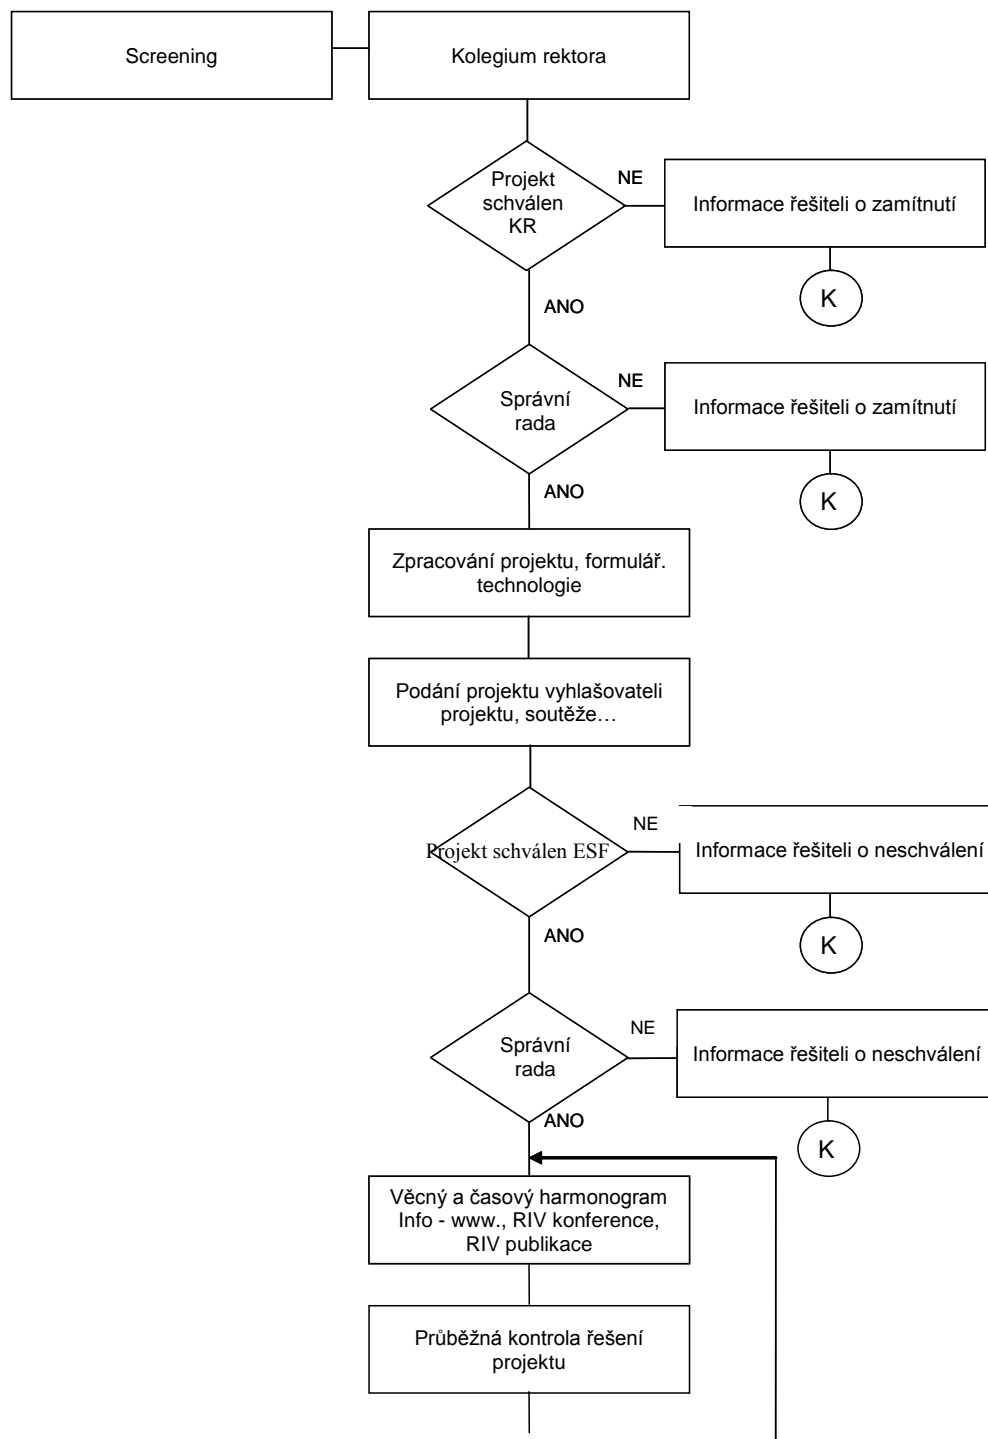 Screening
Kolegium rektora
Projekt
schválen
KR
NE
Informace řešiteli o zamítnutí
K
ANO
Správní
rada
NE
Informace řešiteli o zamítnutí
K
ANO
Zpracování projektu, formulář.
technologie
Podání projektu vyhlašovateli
projektu, soutěže…
Projekt schválen ESF
NE
Informace řešiteli o neschválení
K
ANO
Správní
rada
NE
Informace řešiteli o neschválení
K
ANO
Věcný a časový harmonogram
Info - www., RIV konference,
RIV publikace
Průběžná kontrola řešení
projektu